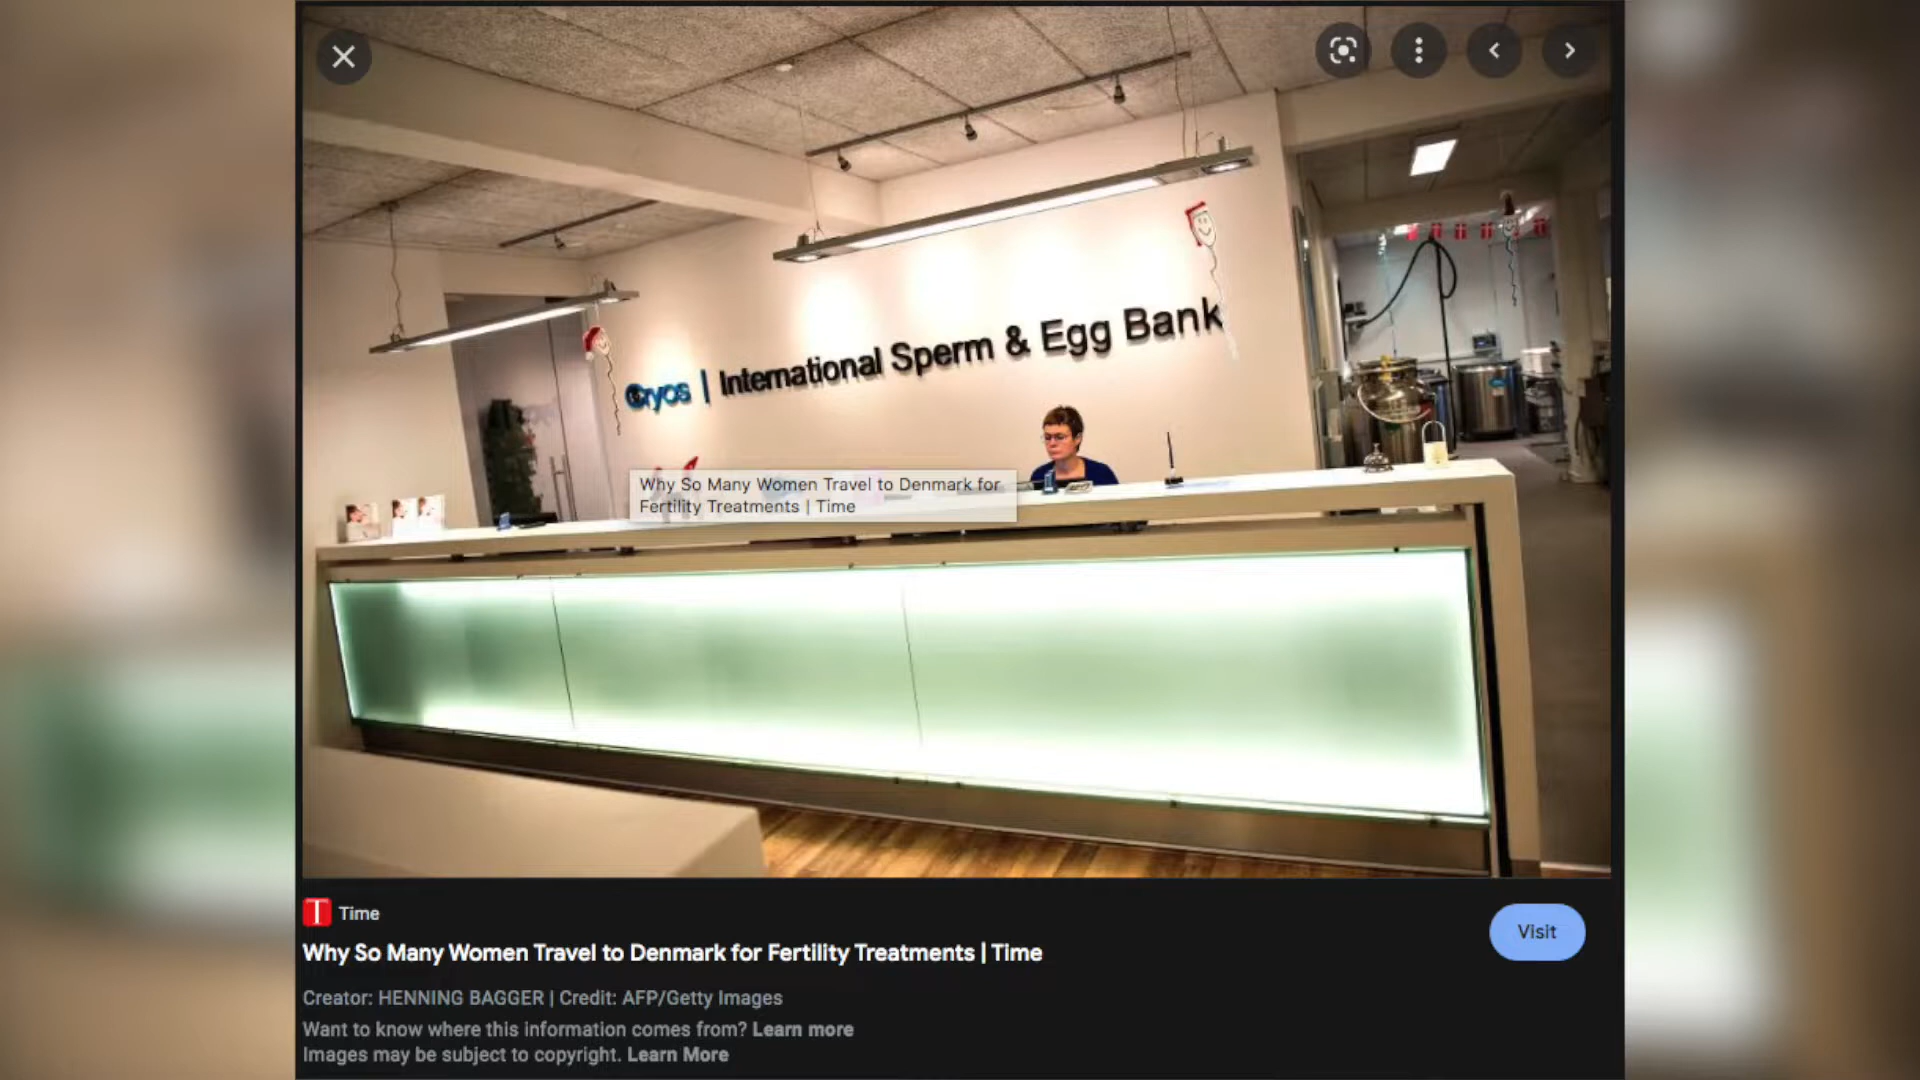 Cryos | International Sperm & Egg Bank
Why So Many Women Travel to Denmark for
Fertility Treatments | Time
Time
Visit
Why So Many Women Travel to Denmark for Fertility Treatments | Time
Creator: HENNING BAGGER | Credit: AFP/Getty Images
Want to know where this information comes from? Learn more
Images may be subject to copyright. Learn More